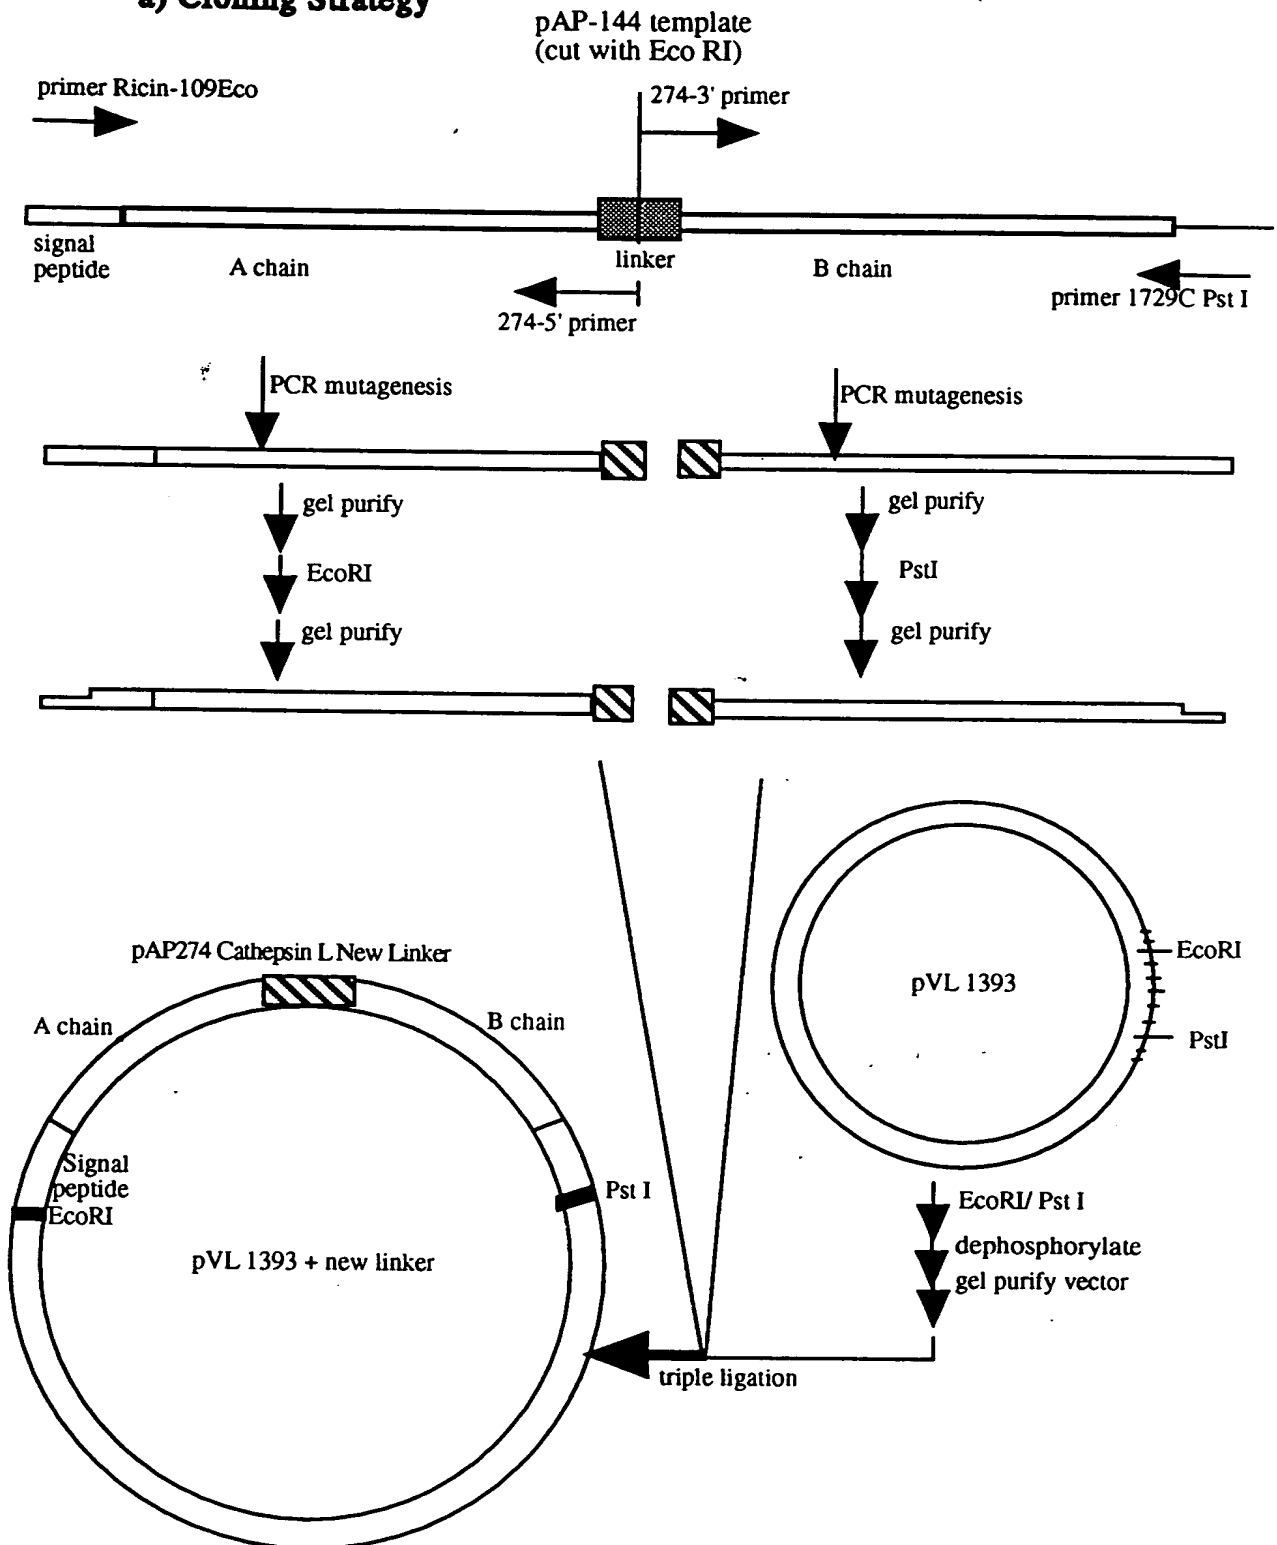 a) Cloning Strategy
pAP-144 template
(cut with Eco RI)
primer Ricin-109Eco
274-3' primer
signal
peptide
A chain
linker
B chain
274-5' primer
primer 1729C Pst I
PCR mutagenesis
PCR mutagenesis
gel purify
gel purify
EcoRI
PstI
gel purify
gel purify
pAP274 Cathepsin L New Linker
A chain
B chain
pVL 1393
EcoRI
PstI
Signal
peptide
EcoRI
Pst I
pVL 1393 + new linker
EcoRI/ Pst I
dephosphorylate
gel purify vector
triple ligation